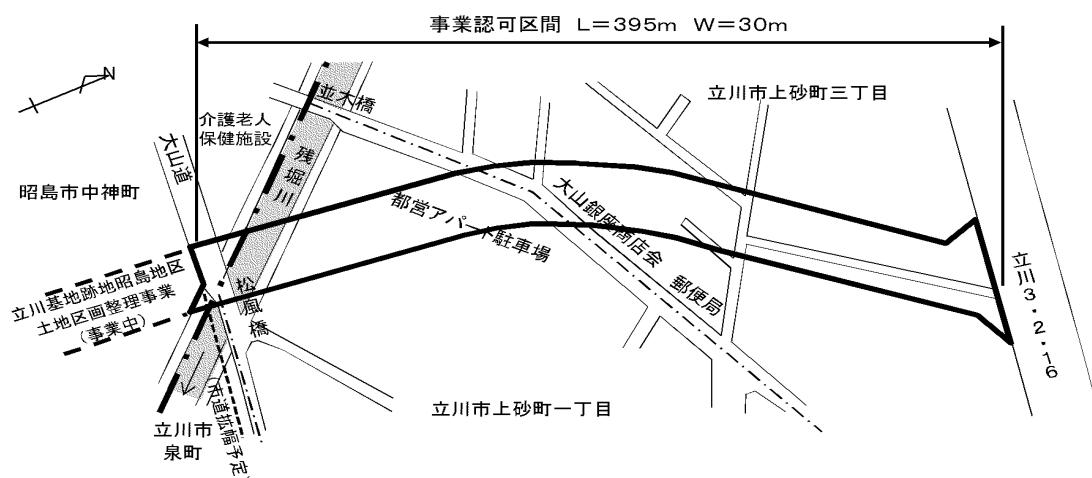 事業認可区間 L=395m W=30m
N
並木橋
立川市上砂町三丁目
介護老人
保健施設
大山道
残堀川
昭島市中神町
都営アパート駐車場
大山銀座商店会
郵便局
立川基地跡地昭島地区
土地区画整理事業
(事業中)
松風橋
立川3・2・16
立川市上砂町一丁目
立川市
泉町
(市道拡幅予定)